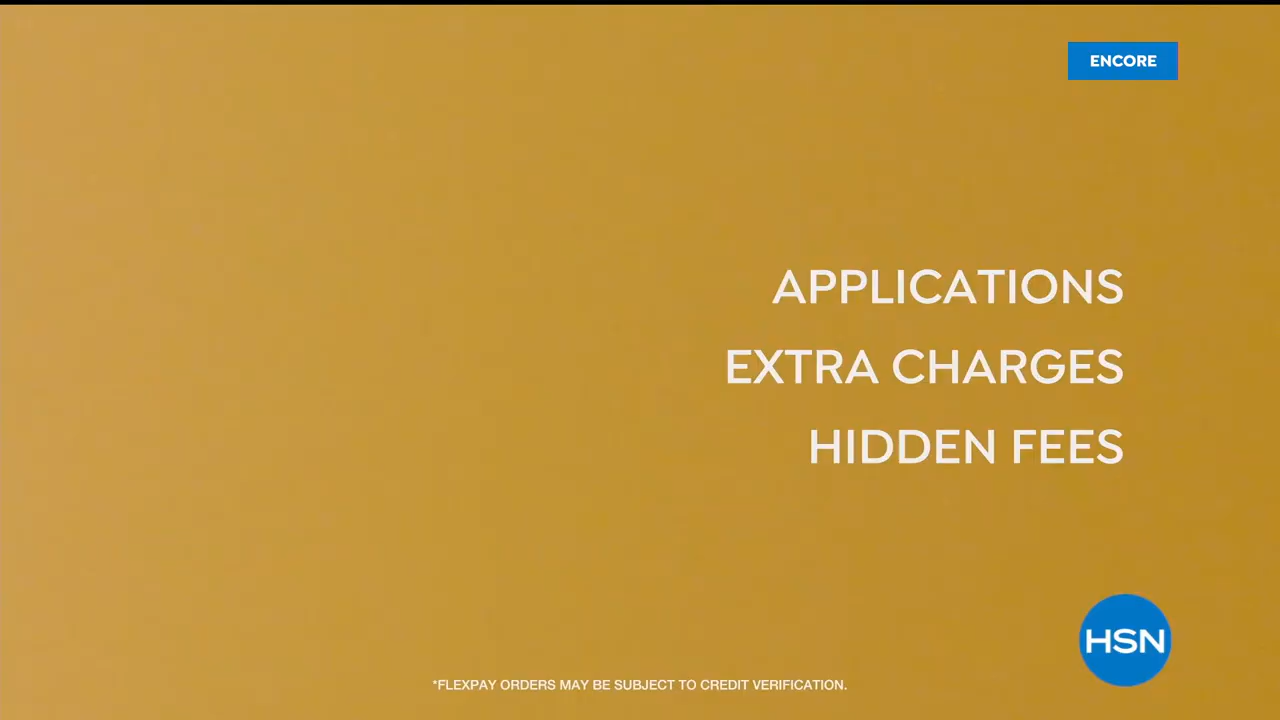 ENCORE
APPLICATIONS
EXTRA CHARGES
HIDDEN FEES
HSN
*FLEXPAY ORDERS MAY BE SUBJECT TO CREDIT VERIFICATION.